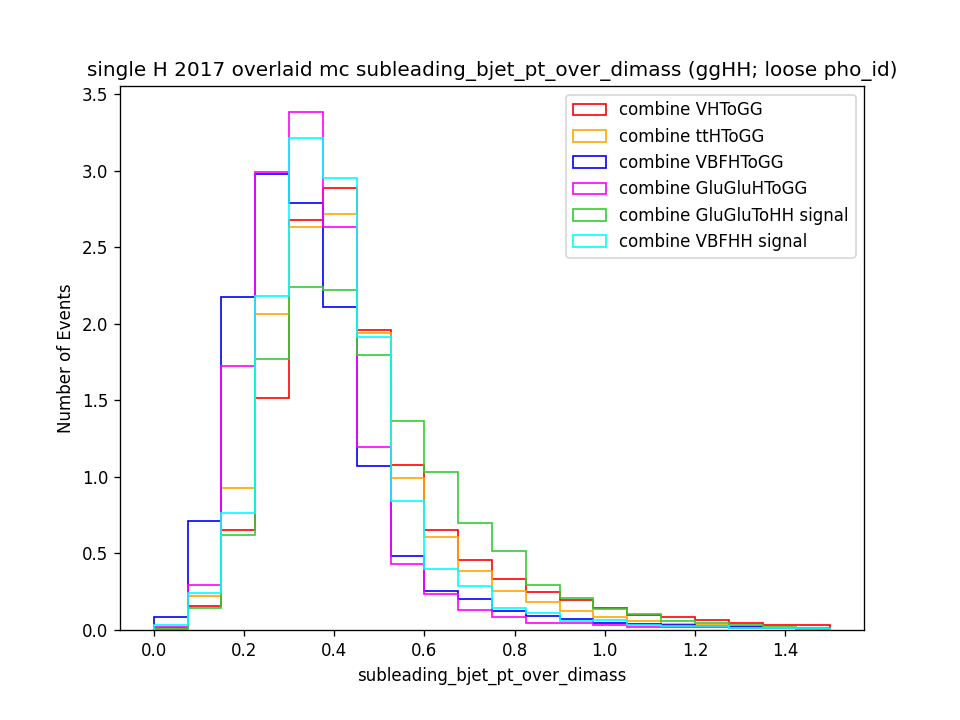 single H 2017 overlaid mc subleading_bjet_pt_over_dimass (ggHH; loose pho_id)
3.5
3.0
2.5
2.0
1.5
1.0
0.5
0.0
Number of Events
combine VHToGG
combine ttHToGG
combine VBFHToGG
combine GluGluHToGG
combine GluGluToHH signal
combine VBFHH signal
0.0 0.2 0.4 0.6 0.8 1.0 1.2 1.4
subleading_bjet_pt_over_dimass